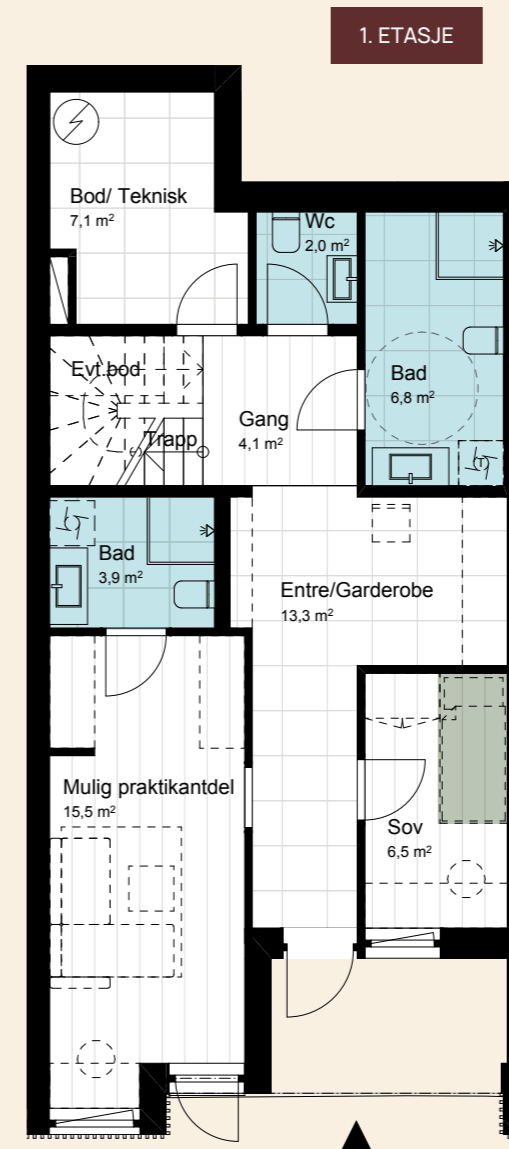 1. ETASJE
Bod/ Teknisk
7,1 m²
Wc
2,0 m²
Evt.bod
Trapp
Gang
4,1 m²
Bad
6,8 m²
Bad
3,9 m²
Entre/Garderobe
13,3 m²
Mulig praktikantdel
15,5 m²
Sov
6,5 m²